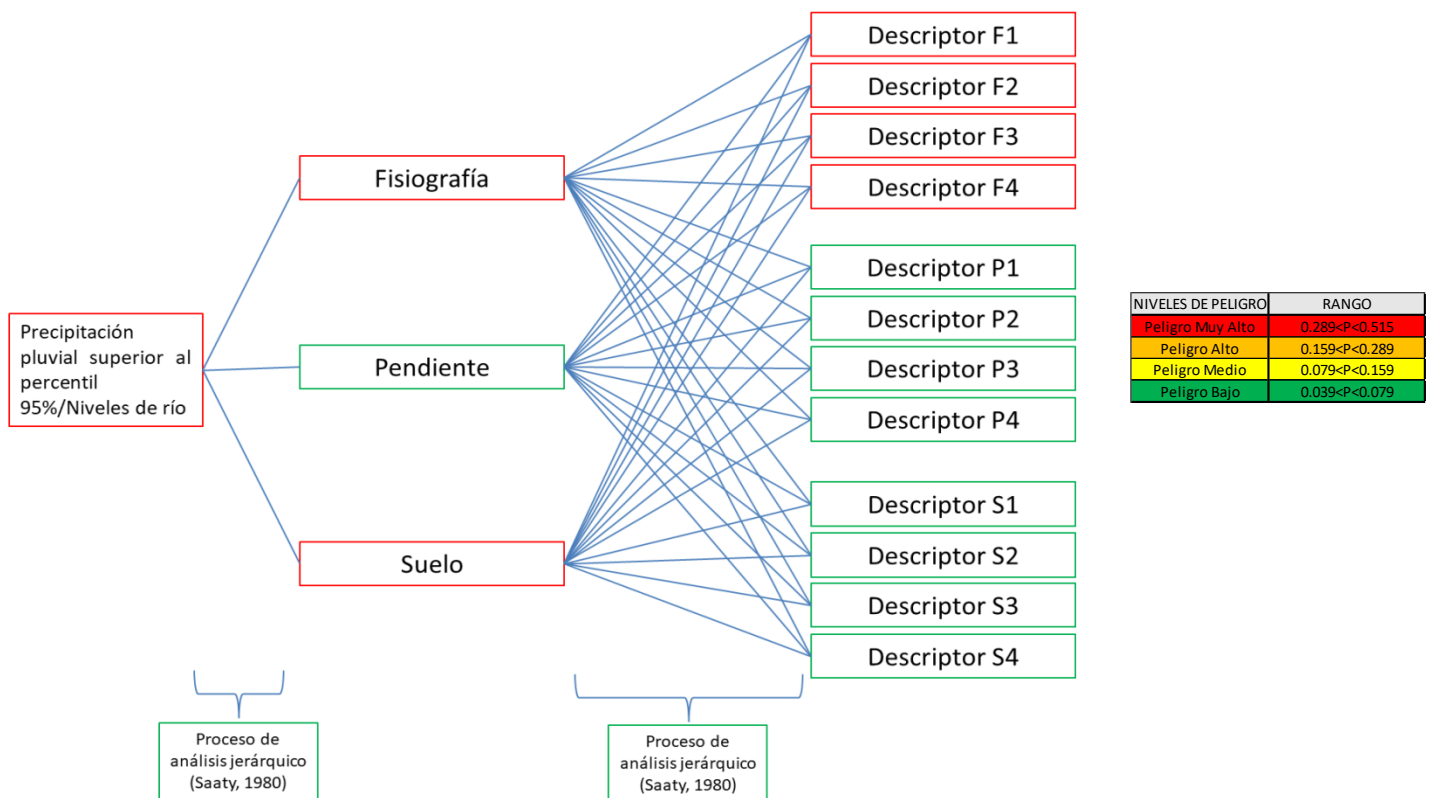 Precipitación
pluvial superior al
percentil
95%/Niveles de río
Fisiografía
Pendiente
Suelo
Descriptor F1
Descriptor F2
Descriptor F3
Descriptor F4
Descriptor P1
Descriptor P2
Descriptor P3
Descriptor P4
Descriptor S1
Descriptor S2
Descriptor S3
Descriptor S4
NIVELES DE PELIGRO RANGO
Peligro Muy Alto 0.289<P<0.515
Peligro Alto 0.159<P<0.289
Peligro Medio 0.079<P<0.159
Peligro Bajo 0.039<P<0.079
Proceso de
análisis jerárquico
(Saaty, 1980)
Proceso de
análisis jerárquico
(Saaty, 1980)